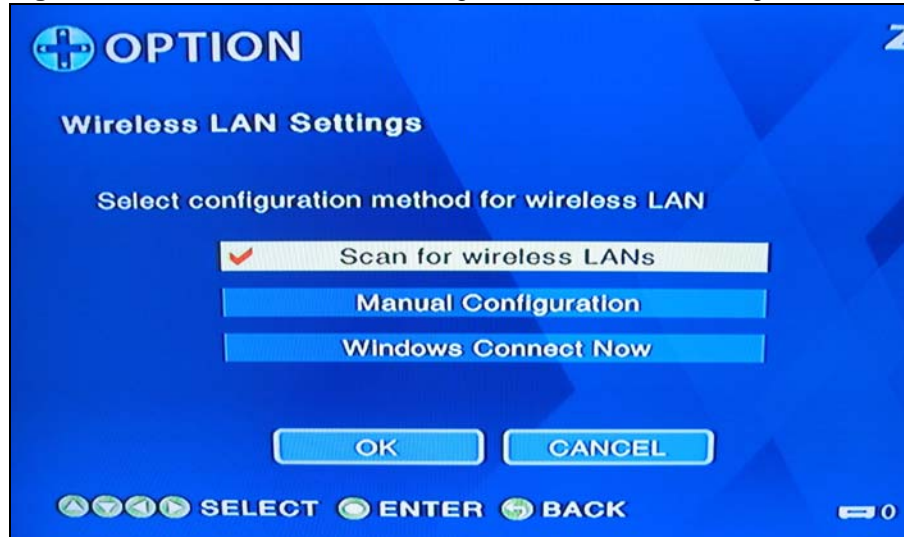 OPTION
Z
Wireless LAN Settings
Select configuration method for wireless LAN
Scan for wireless LANs
Manual Configuration
Windows Connect Now
OK
CANCEL
SELECT ENTER BACK
0